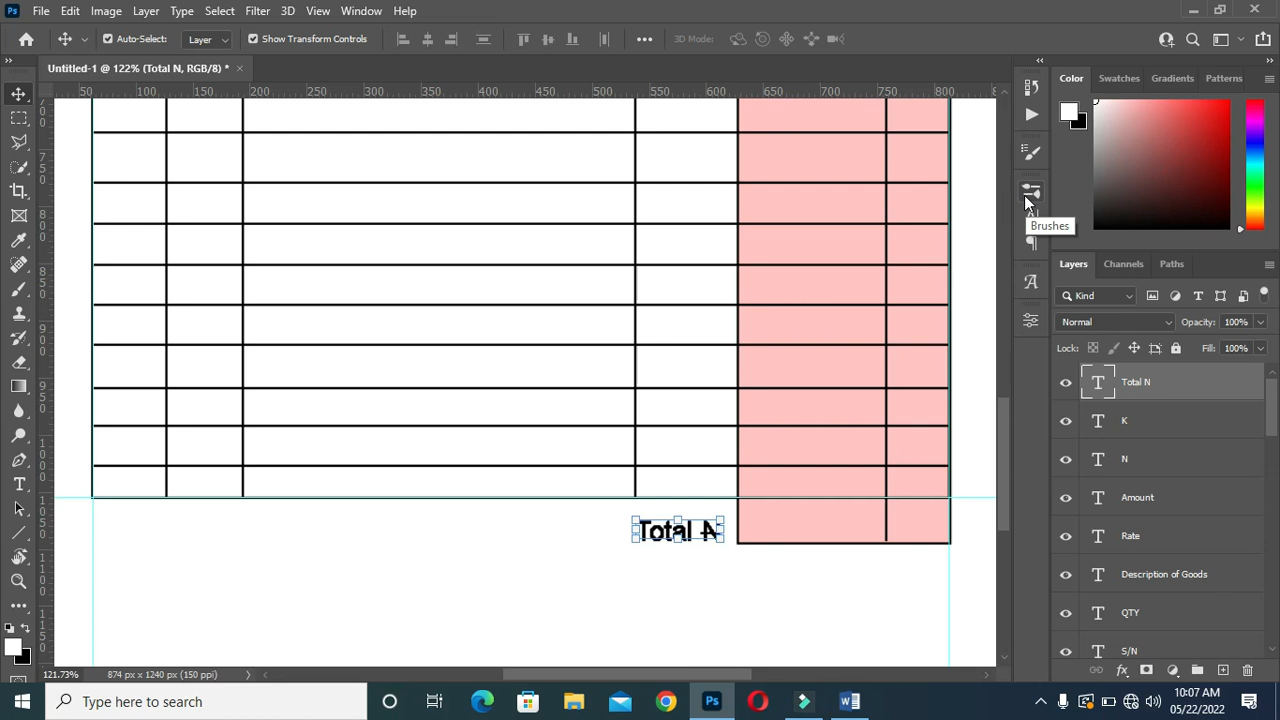 File Edit Image Layer Type Select Filter 3D View Window Help
Auto-Select: Layer Show Transform Controls 3D Mode:
Untitled-1 @ 122% (Total N, RGB/8) *
50 100 150 200 250 300 350 400 450 500 550 600 650 700 750 800
Color Swatches Gradients Patterns
Brushes
Layers Channels Paths
Kind
Normal Opacity: 100%
Lock: Fill: 100%
Total N
K
N
Amount
Rate
Description of Goods
QTY
S/N
Total N
121.73% 874 px x 1240 px (150 ppi)
Type here to search
10:07 AM
05/22/2022